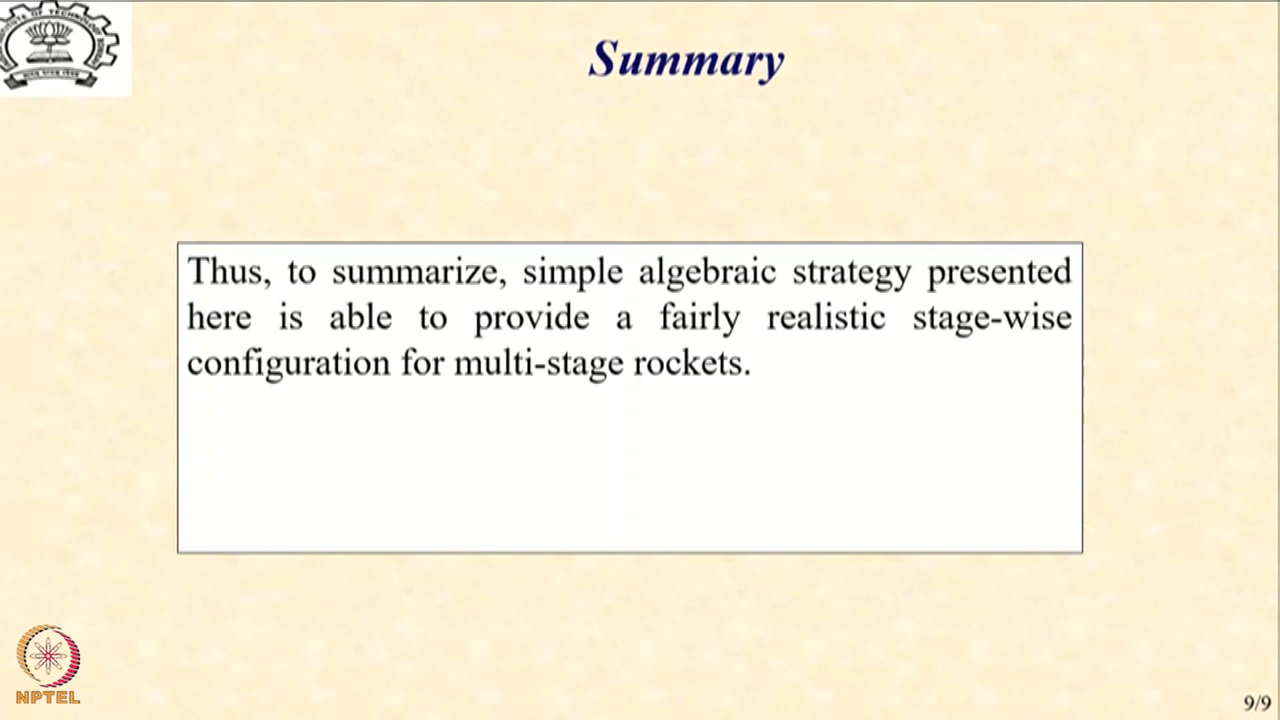 Summary
Thus, to summarize, simple algebraic strategy presented
here is able to provide a fairly realistic stage-wise
configuration for multi-stage rockets.
NPTEL
9/9